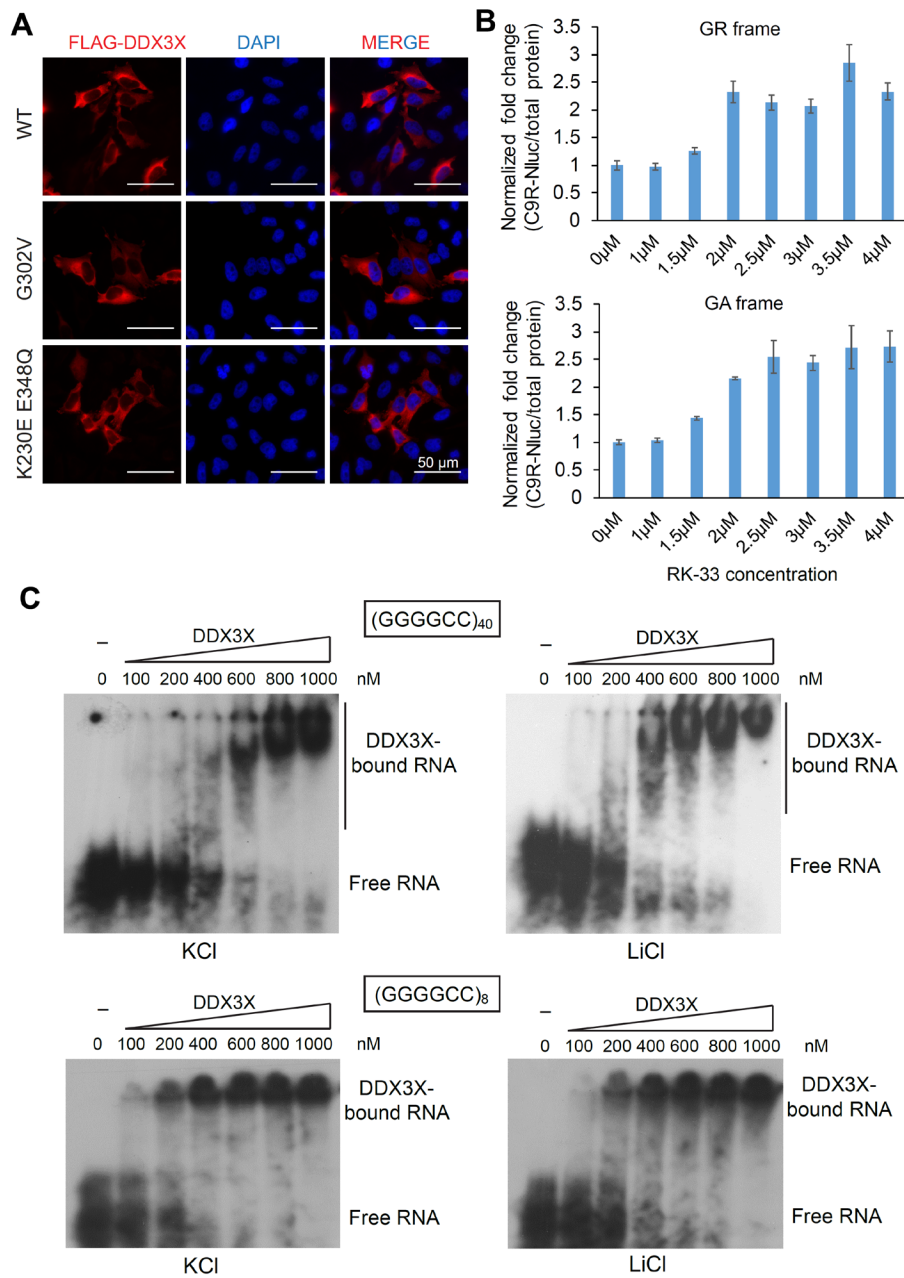 A
FLAG-DDX3X DAPI MERGE
WT
G302V
K230E E348Q
50 µm
B
GR frame
Normalized fold change
(C9R-Nluc/total protein)
3.5
3
2.5
2
1.5
1
0.5
0
0µM 1µM 1.5µM 2µM 2.5µM 3µM 3.5µM 4µM
GA frame
Normalized fold change
(C9R-Nluc/total protein)
3.5
3
2.5
2
1.5
1
0.5
0
0µM 1µM 1.5µM 2µM 2.5µM 3µM 3.5µM 4µM
RK-33 concentration
C
(GGGGCC)40
– DDX3X
0 100 200 400 600 800 1000 nM
DDX3X-
bound RNA
Free RNA
KCl
– DDX3X
0 100 200 400 600 800 1000 nM
DDX3X-
bound RNA
Free RNA
LiCl
(GGGGCC)8
– DDX3X
0 100 200 400 600 800 1000 nM
DDX3X-
bound RNA
Free RNA
KCl
– DDX3X
0 100 200 400 600 800 1000 nM
DDX3X-
bound RNA
Free RNA
LiCl